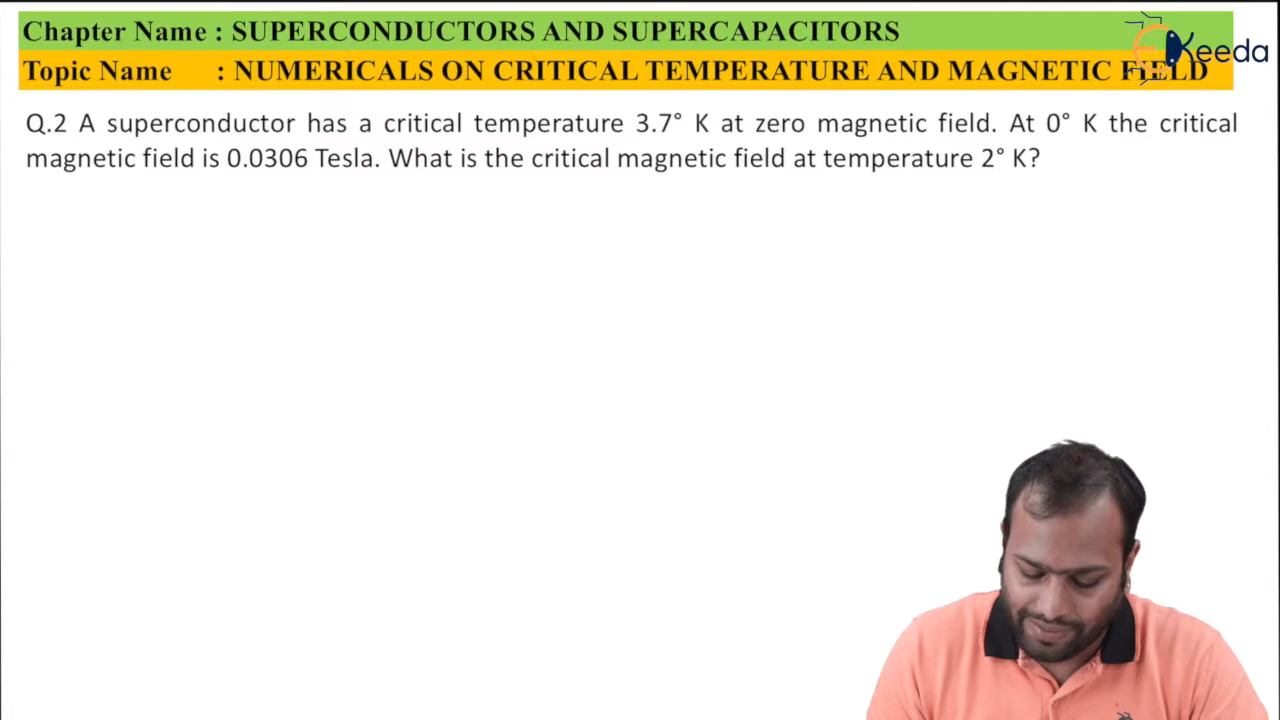 Chapter Name : SUPERCONDUCTORS AND SUPERCAPACITORS
Topic Name : NUMERICALS ON CRITICAL TEMPERATURE AND MAGNETIC FIELD
EKeeda
Q.2 A superconductor has a critical temperature 3.7° K at zero magnetic field. At 0° K the critical
magnetic field is 0.0306 Tesla. What is the critical magnetic field at temperature 2° K?